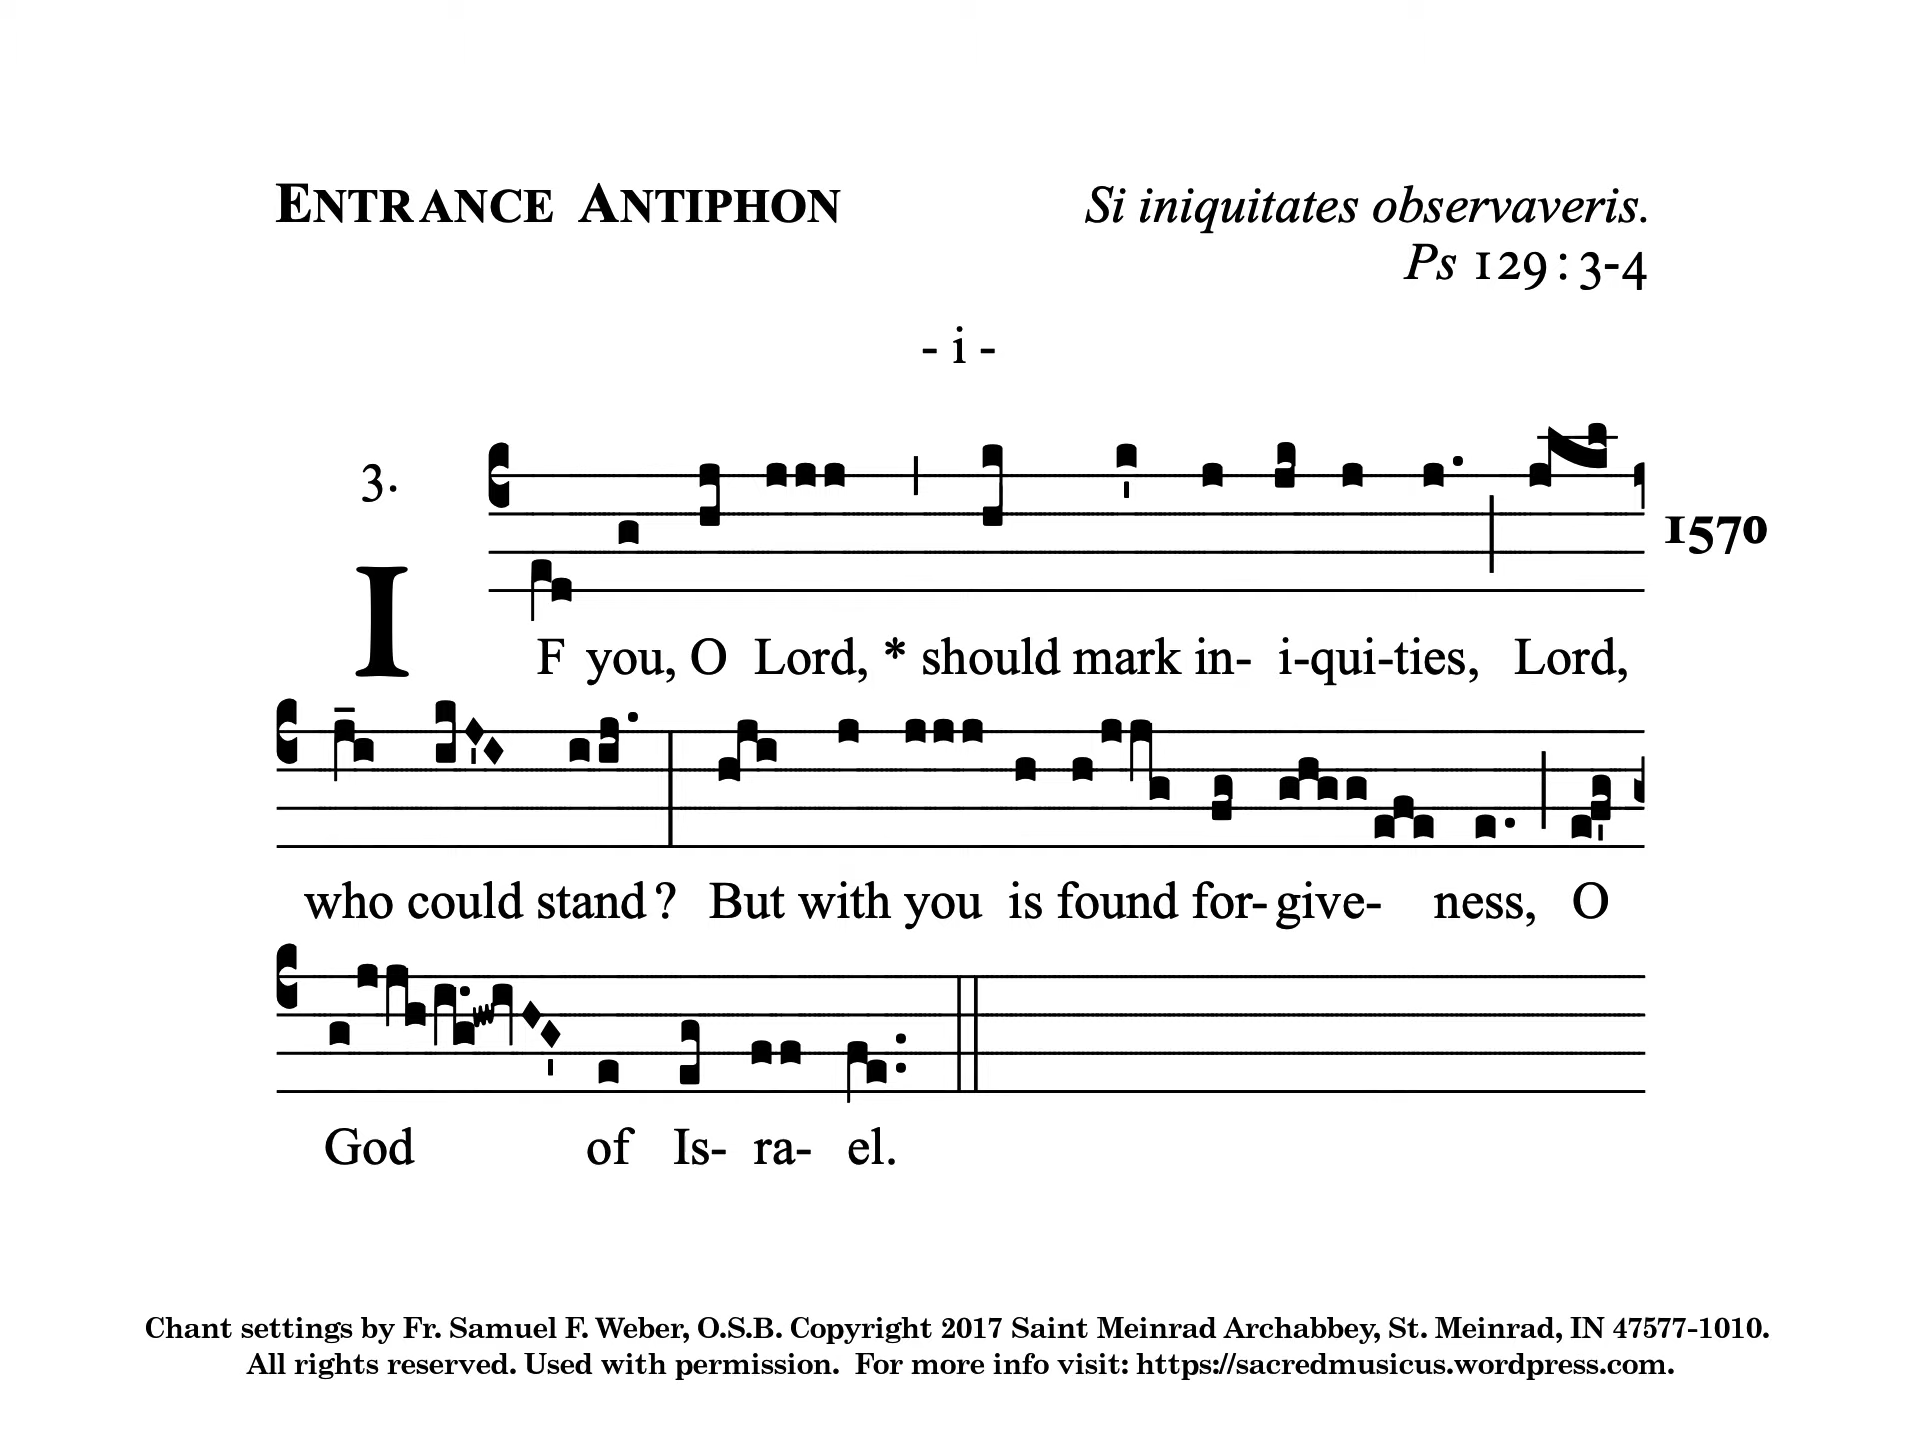 ENTRANCE ANTIPHON
Si iniquitates observaveris.
Ps 129:3-4
- i -
3.
IF you, O Lord, * should mark in- i-qui-ties, Lord,
1570
who could stand? But with you is found for-give- ness, O
God of Is- ra- el.
Chant settings by Fr. Samuel F. Weber, O.S.B. Copyright 2017 Saint Meinrad Archabbey, St. Meinrad, IN 47577-1010.
All rights reserved. Used with permission. For more info visit: https://sacredmusicus.wordpress.com.